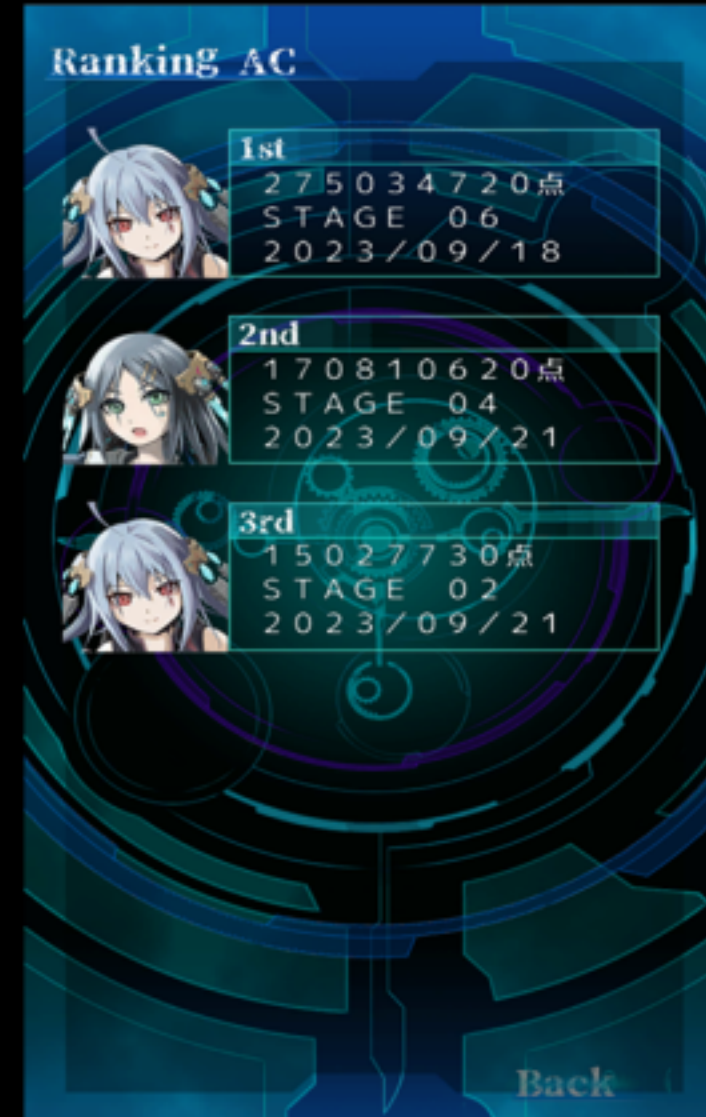 Ranking AC
1st
275034720点
STAGE 06
2023/09/18
2nd
170810620点
STAGE 04
2023/09/21
3rd
15027730点
STAGE 02
2023/09/21
Back